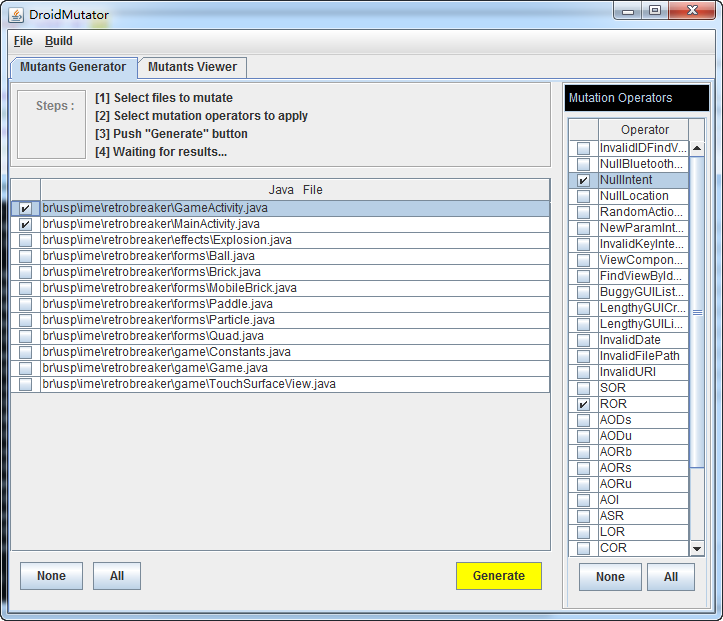 DroidMutator
File Build
Mutants Generator Mutants Viewer
Steps :
[1] Select files to mutate
[2] Select mutation operators to apply
[3] Push "Generate" button
[4] Waiting for results...
Java File
br\usp\ime\retrobreaker\GameActivity.java
br\usp\ime\retrobreaker\MainActivity.java
br\usp\ime\retrobreaker\effects\Explosion.java
br\usp\ime\retrobreaker\forms\Ball.java
br\usp\ime\retrobreaker\forms\Brick.java
br\usp\ime\retrobreaker\forms\MobileBrick.java
br\usp\ime\retrobreaker\forms\Paddle.java
br\usp\ime\retrobreaker\forms\Particle.java
br\usp\ime\retrobreaker\forms\Quad.java
br\usp\ime\retrobreaker\game\Constants.java
br\usp\ime\retrobreaker\game\Game.java
br\usp\ime\retrobreaker\game\TouchSurfaceView.java
None All Generate
Mutation Operators
Operator
InvalidIDFindV...
NullBluetooth...
NullIntent
NullLocation
RandomActio...
NewParamInt...
InvalidKeyInte...
ViewCompon...
FindViewById...
BuggyGUIList...
LengthyGUICr...
LengthyGUILi...
InvalidDate
InvalidFilePath
InvalidURI
SOR
ROR
AODs
AODu
AORb
AORs
AORu
AOI
ASR
LOR
COR
None All